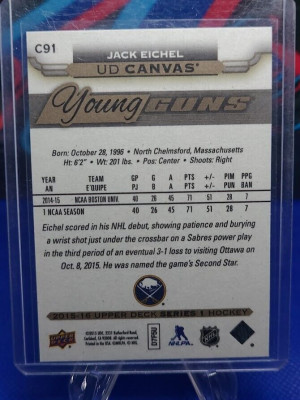 C91
JACK EICHEL
UD CANVAS
Young GUNS
Born: October 28, 1996 • North Chelmsford, Massachusetts
Ht: 6'2" • Wt: 201 lbs. • Pos: Center • Shoots: Right
YEAR TEAM GP G A PTS +/- PIM PPG
AN ÉQUIPE PJ B A PTS +/- PUN BAN
2014-15 NCAA BOSTON UNIV. 40 26 45 71 51 28 7
1 NCAA SEASON 40 26 45 71 51 28 7
Eichel scored in his NHL debut, showing patience and burying
a wrist shot just under the crossbar on a Sabres power play
in the third period of an eventual 3-1 loss to visiting Ottawa on
Oct. 8, 2015. He was named the game's Second Star.
2015-16 UPPER DECK SERIES 1 HOCKEY
UPPER DECK
NHLPA
NHL